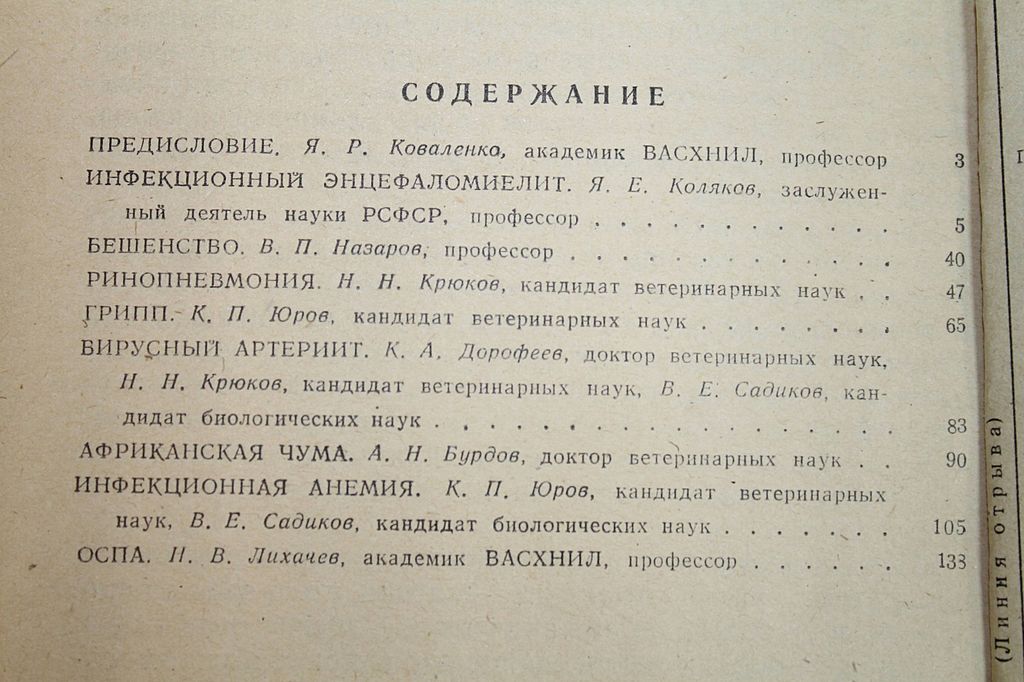 СОДЕРЖАНИЕ
ПРЕДИСЛОВИЕ. Я. Р. Коваленко, академик ВАСХНИЛ, профессор 3
ИНФЕКЦИОННЫЙ ЭНЦЕФАЛОМИЕЛИТ. Я. Е. Коляков, заслужен-
ный деятель науки РСФСР, профессор . . . . . . . . . . . . 5
БЕШЕНСТВО. В. П. Назаров, профессор . . . . . . . . . . . . . 40
РИНОПНЕВМОНИЯ. Н. Н. Крюков, кандидат ветеринарных наук . . 47
ГРИПП. К. П. Юров, кандидат ветеринарных наук . . . . . . . . 65
ВИРУСНЫЙ АРТЕРИИТ. К. А. Дорофеев, доктор ветеринарных наук,
Н. Н. Крюков, кандидат ветеринарных наук, В. Е. Садиков, кан-
дидат биологических наук . . . . . . . . . . . . . . . . . 83
АФРИКАНСКАЯ ЧУМА. А. Н. Бурдов, доктор ветеринарных наук . . 90
ИНФЕКЦИОННАЯ АНЕМИЯ. К. П. Юров, кандидат ветеринарных
наук, В. Е. Садиков, кандидат биологических наук . . . . . . . 105
ОСПА. Н. В. Лихачев, академик ВАСХНИЛ, профессор . . . . . . 133
(Линия отрыва)